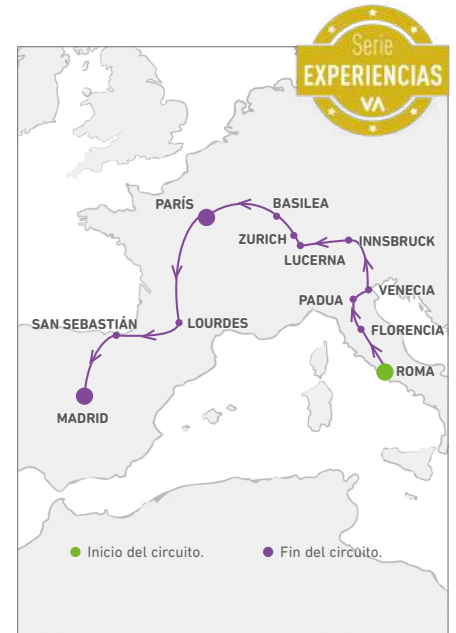 Serie
EXPERIENCIAS
VA
PARÍS
BASILEA
ZURICH
INNSBRUCK
LUCERNA
VENECIA
PADUA
SAN SEBASTIÁN
LOURDES
FLORENCIA
ROMA
MADRID
Inicio del circuito.
Fin del circuito.